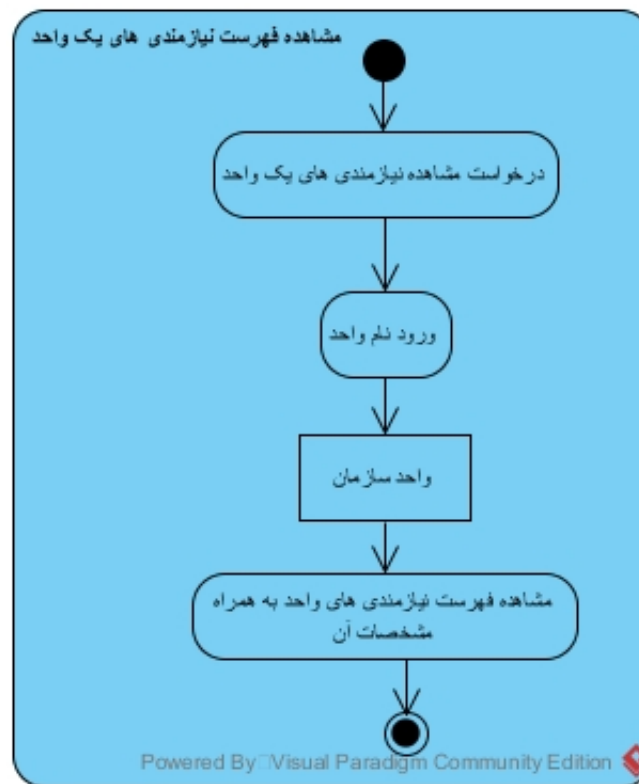 مشاهده فهرست نیازمندی های یک واحد
درخواست مشاهده نیازمندی های یک واحد
ورود نام واحد
واحد سازمان
مشاهده فهرست نیازمندی های واحد به همراه
مشخصات آن
Powered By Visual Paradigm Community Edition